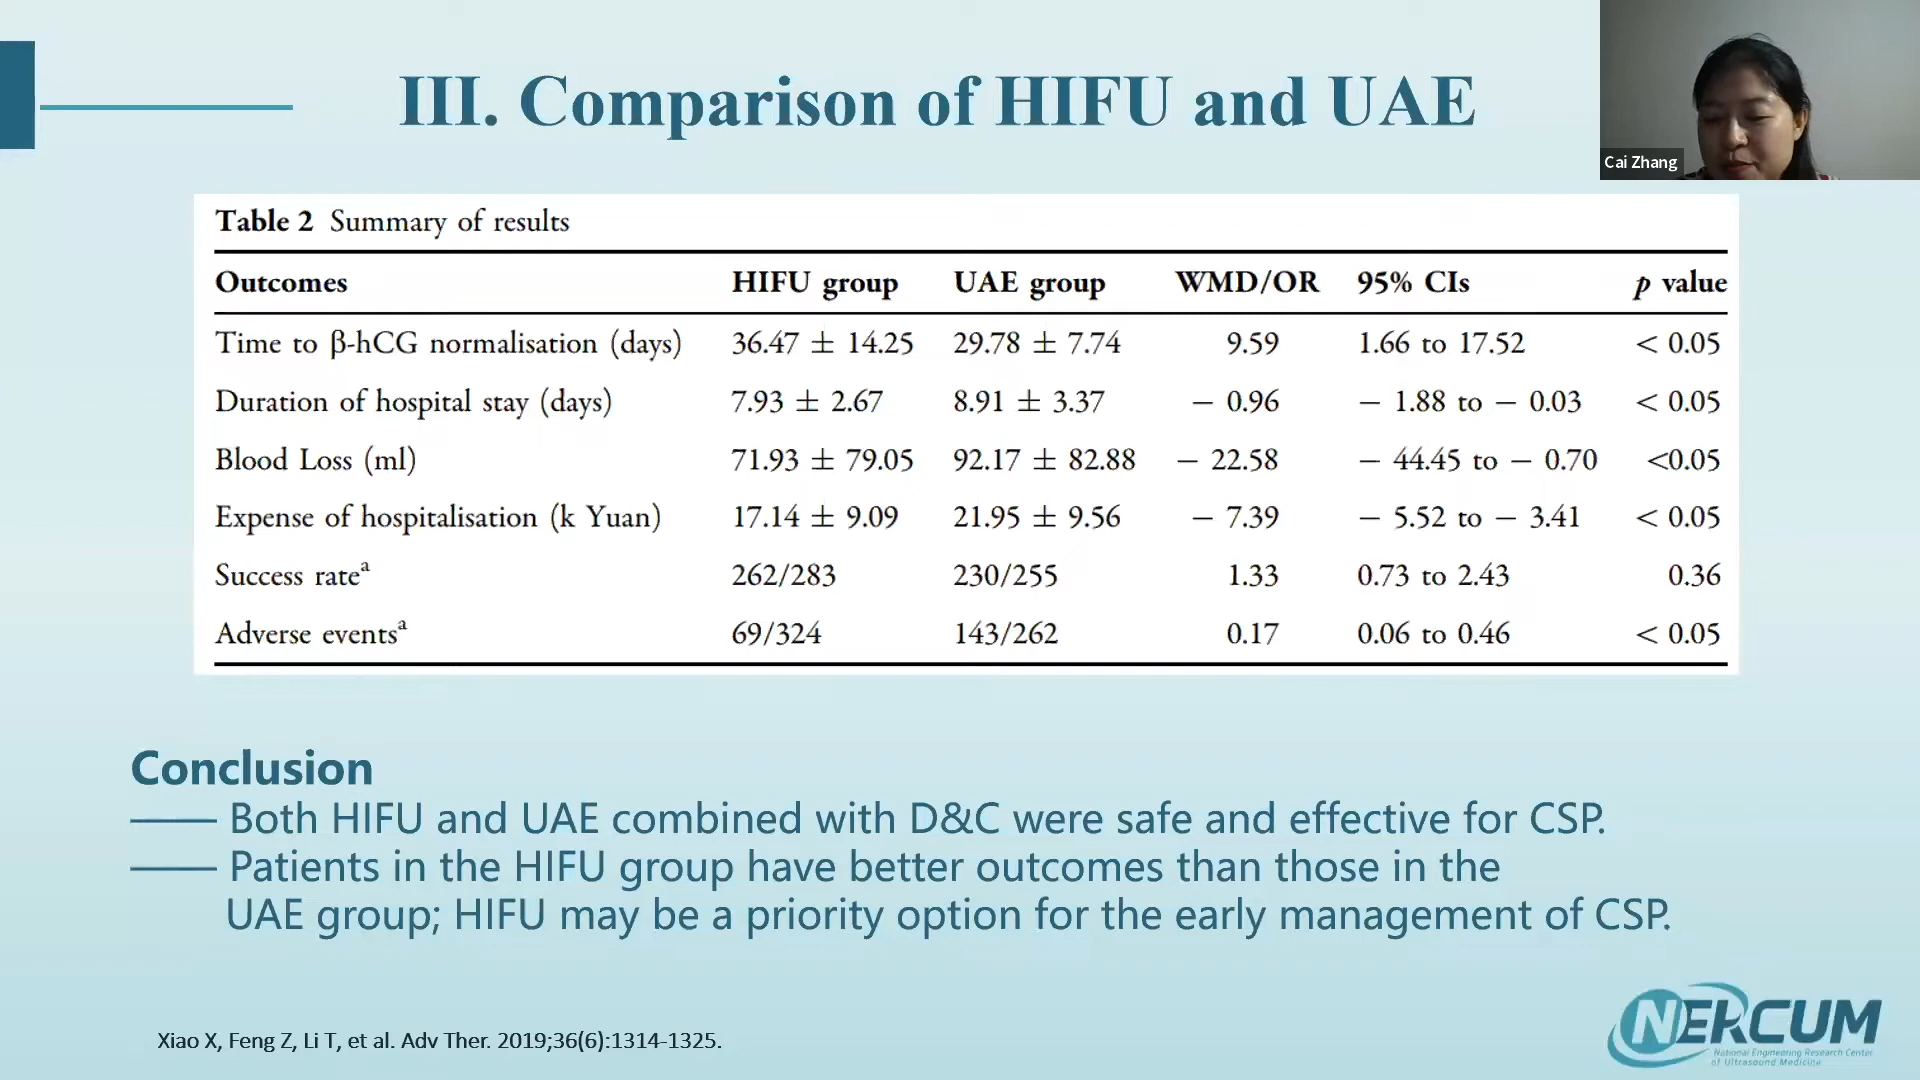 III. Comparison of HIFU and UAE
Cai Zhang
Table 2 Summary of results
Outcomes HIFU group UAE group WMD/OR 95% CIs p value
Time to β-hCG normalisation (days) 36.47 ± 14.25 29.78 ± 7.74 9.59 1.66 to 17.52 < 0.05
Duration of hospital stay (days) 7.93 ± 2.67 8.91 ± 3.37 − 0.96 − 1.88 to − 0.03 < 0.05
Blood Loss (ml) 71.93 ± 79.05 92.17 ± 82.88 − 22.58 − 44.45 to − 0.70 <0.05
Expense of hospitalisation (k Yuan) 17.14 ± 9.09 21.95 ± 9.56 − 7.39 − 5.52 to − 3.41 < 0.05
Success rateᵃ 262/283 230/255 1.33 0.73 to 2.43 0.36
Adverse eventsᵃ 69/324 143/262 0.17 0.06 to 0.46 < 0.05
Conclusion
—— Both HIFU and UAE combined with D&C were safe and effective for CSP.
—— Patients in the HIFU group have better outcomes than those in the
UAE group; HIFU may be a priority option for the early management of CSP.
Xiao X, Feng Z, Li T, et al. Adv Ther. 2019;36(6):1314-1325.
NERCUM
National Engineering Research Center
of Ultrasound Medicine